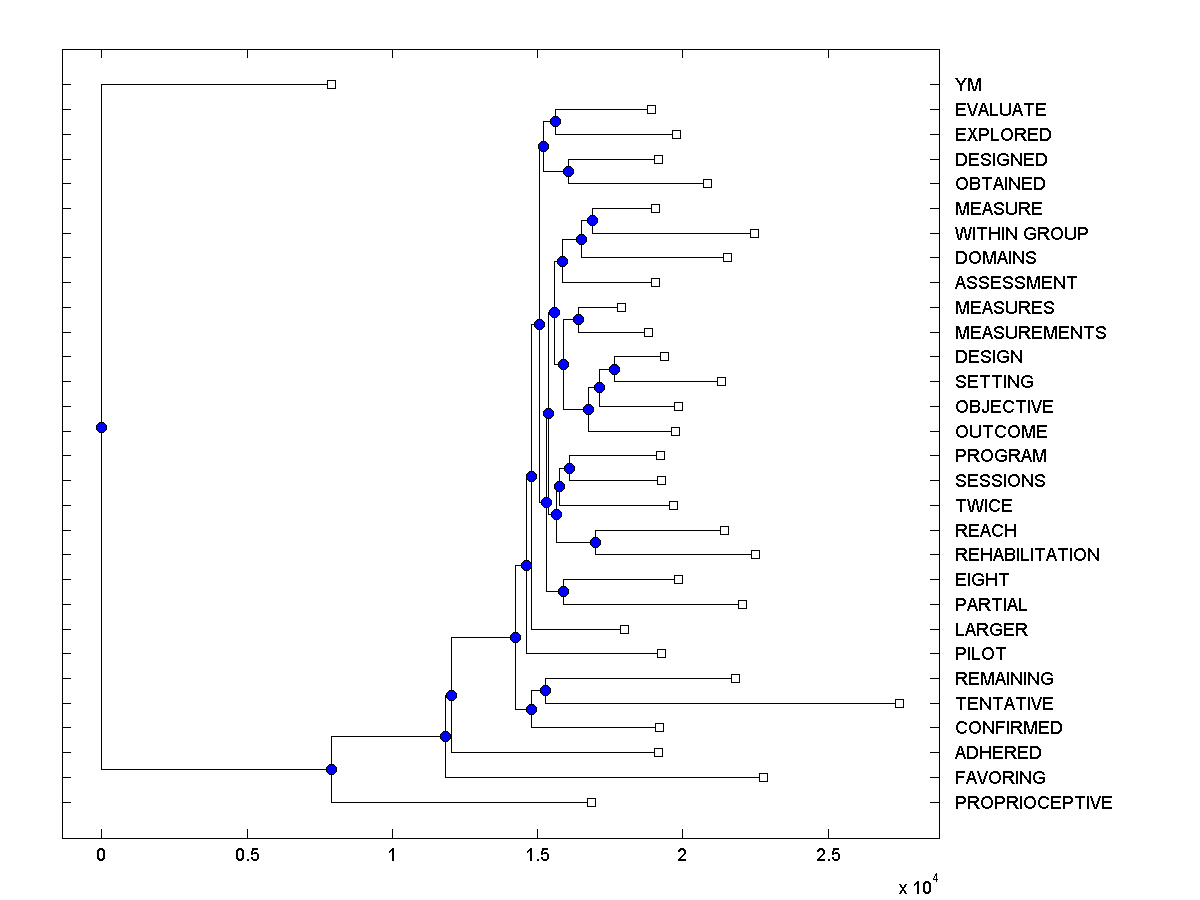 YM
EVALUATE
EXPLORED
DESIGNED
OBTAINED
MEASURE
WITHIN GROUP
DOMAINS
ASSESSMENT
MEASURES
MEASUREMENTS
DESIGN
SETTING
OBJECTIVE
OUTCOME
PROGRAM
SESSIONS
TWICE
REACH
REHABILITATION
EIGHT
PARTIAL
LARGER
PILOT
REMAINING
TENTATIVE
CONFIRMED
ADHERED
FAVORING
PROPRIOCEPTIVE
0 0.5 1 1.5 2 2.5
x 10^4